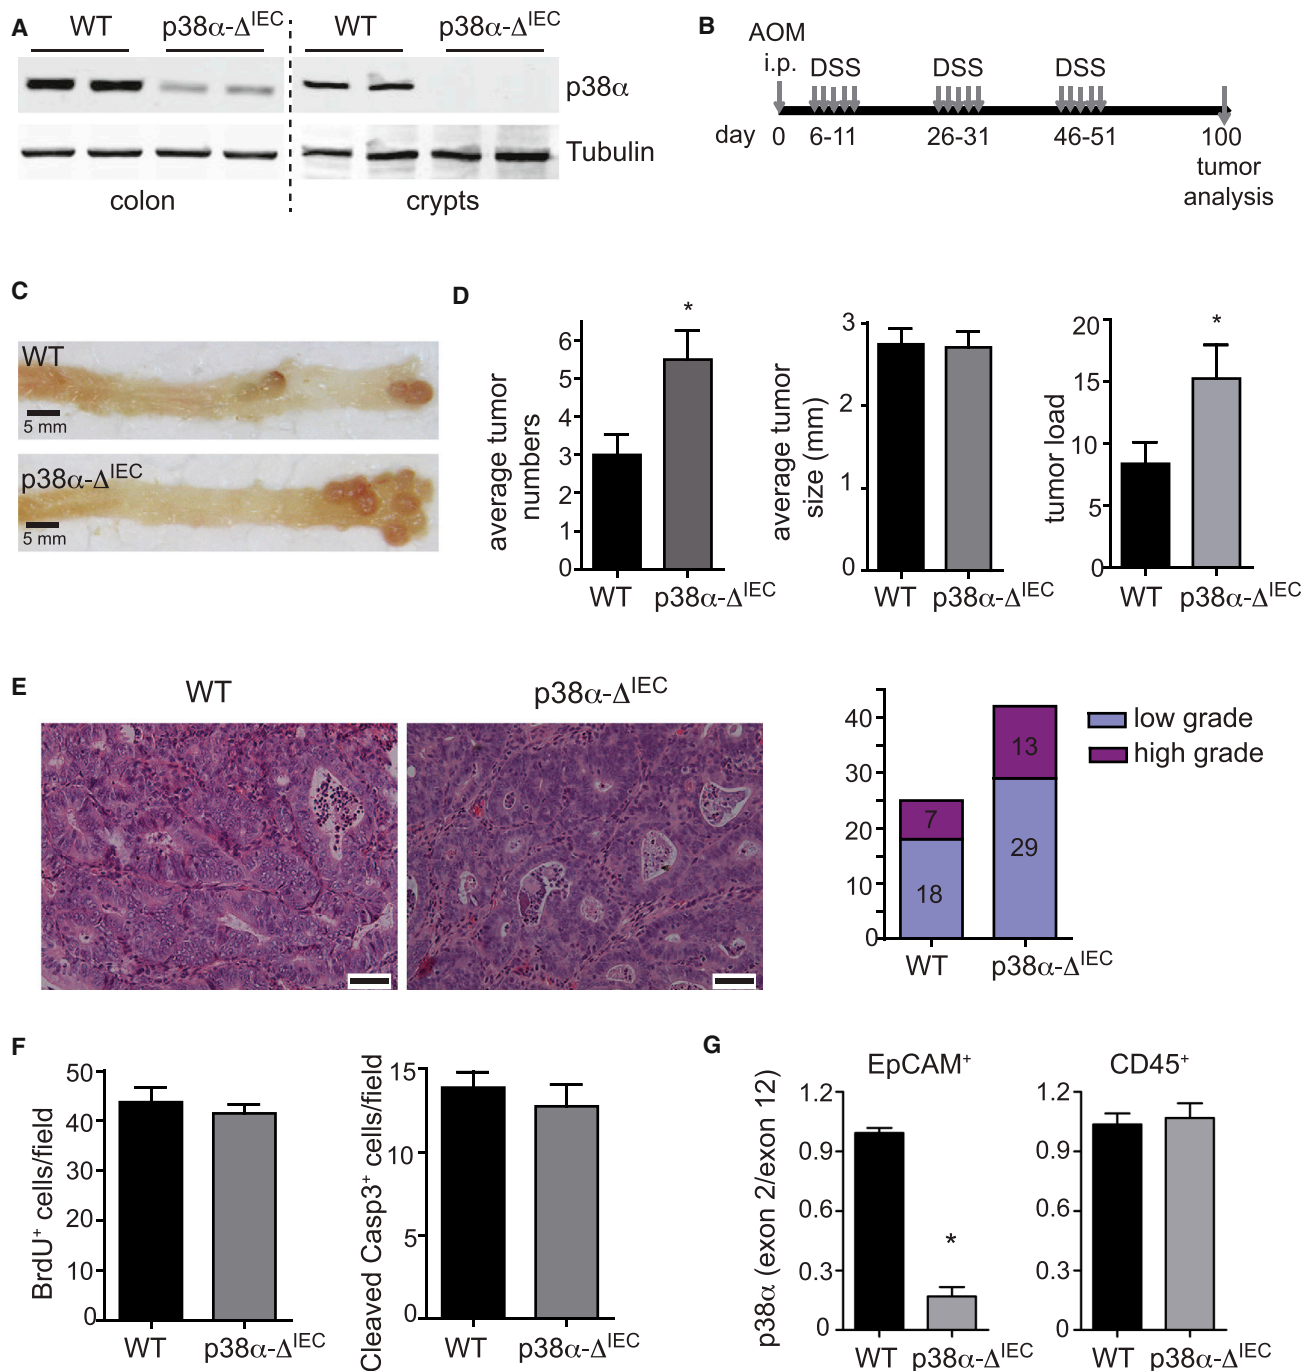 A
WT p38α-Δ^IEC WT p38α-Δ^IEC
p38α
Tubulin
colon crypts
B
AOM
i.p. DSS DSS DSS
day 0 6-11 26-31 46-51 100
tumor
analysis
C
WT
5 mm
p38α-Δ^IEC
5 mm
D
average tumor
numbers
6
5
4
3
2
1
0
*
WT p38α-Δ^IEC
average tumor
size (mm)
3
2
1
0
WT p38α-Δ^IEC
tumor load
20
15
10
5
0
*
WT p38α-Δ^IEC
E
WT p38α-Δ^IEC
40
30
20
10
0
7
18
13
29
WT p38α-Δ^IEC
low grade
high grade
F
BrdU⁺ cells/field
50
40
30
20
10
0
WT p38α-Δ^IEC
Cleaved Casp3⁺ cells/field
15
10
5
0
WT p38α-Δ^IEC
G
p38α (exon 2/exon 12)
EpCAM⁺
1.2
0.9
0.6
0.3
0
*
WT p38α-Δ^IEC
CD45⁺
1.2
0.9
0.6
0.3
0
WT p38α-Δ^IEC